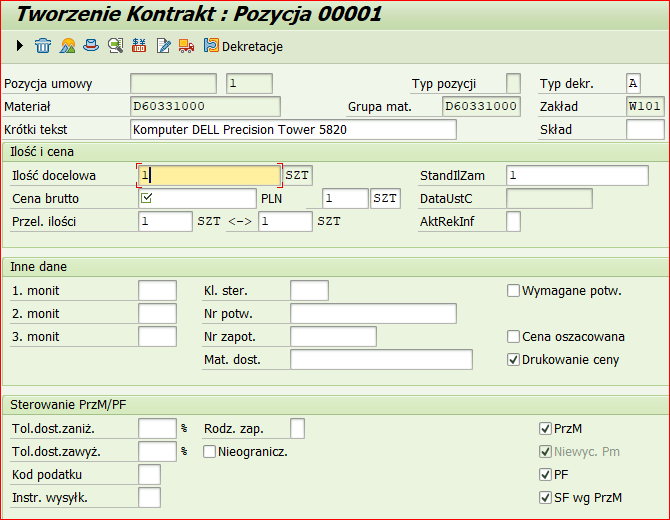 Tworzenie Kontrakt : Pozycja 00001
Dekretacje
Pozycja umowy 1 Typ pozycji Typ dekr. A
Materiał D60331000 Grupa mat. D60331000 Zakład W101
Krótki tekst Komputer DELL Precision Tower 5820 Skład
Ilość i cena
Ilość docelowa 1 SZT StandIlZam 1
Cena brutto PLN 1 SZT DataUstC
Przel. ilości 1 SZT <-> 1 SZT AktRekInf
Inne dane
1. monit Kl. ster. Wymagane potw.
2. monit Nr potw.
3. monit Nr zapot. Cena oszacowana
Mat. dost. Drukowanie ceny
Sterowanie PrzM/PF
Tol.dost.zaniż. % Rodz. zap. PrzM
Tol.dost.zawyż. % Nieogranicz. Niewyc. Pm
Kod podatku PF
Instr. wysyłk. SF wg PrzM